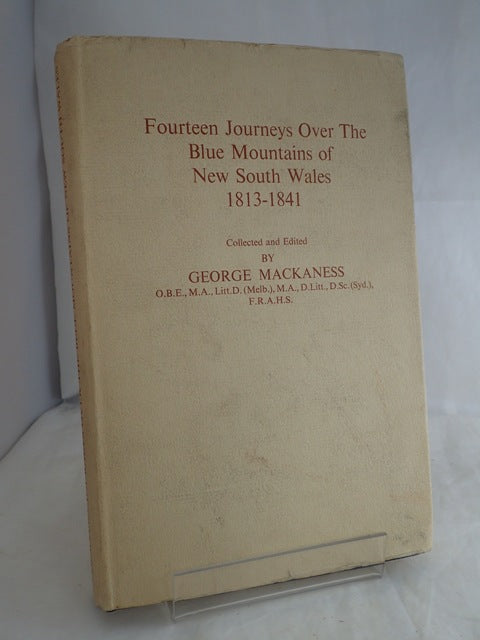 Fourteen Journeys Over The
Blue Mountains of
New South Wales
1813-1841
Collected and Edited
BY
GEORGE MACKANESS
O.B.E., M.A., Litt.D. (Melb.), M.A., D.Litt., D.Sc. (Syd.),
F.R.A.H.S.